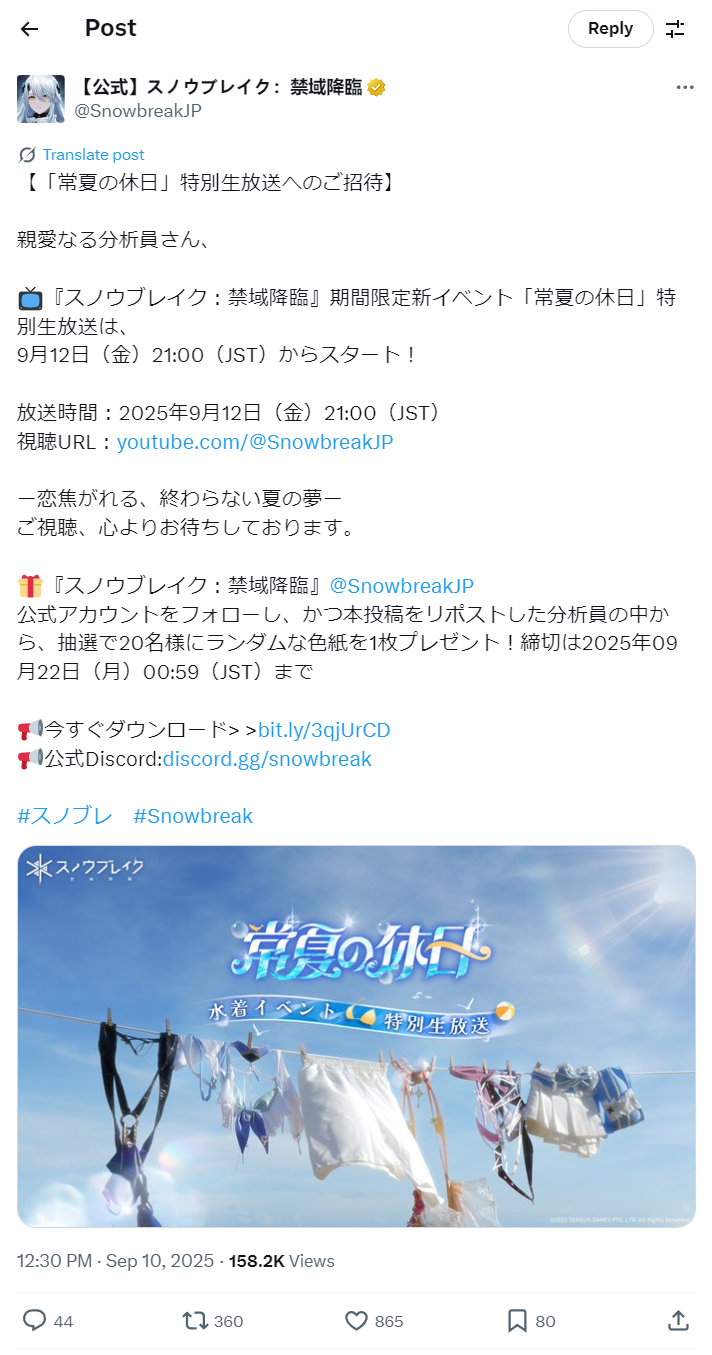 Post
Reply
【公式】スノウブレイク：禁域降臨
@SnowbreakJP
Translate post
【「常夏の休日」特別生放送へのご招待】
親愛なる分析員さん、
📺『スノウブレイク：禁域降臨』期間限定新イベント「常夏の休日」特
別生放送は、
9月12日（金）21:00（JST）からスタート！
放送時間：2025年9月12日（金）21:00（JST）
視聴URL：youtube.com/@SnowbreakJP
ー恋焦がれる、終わらない夏の夢ー
ご視聴、心よりお待ちしております。
🎁『スノウブレイク：禁域降臨』@SnowbreakJP
公式アカウントをフォローし、かつ本投稿をリポストした分析員の中か
ら、抽選で20名様にランダムな色紙を1枚プレゼント！締切は2025年09
月22日（月）00:59（JST）まで
📢今すぐダウンロード> >bit.ly/3qjUrCD
📢公式Discord:discord.gg/snowbreak
#スノブレ　#Snowbreak
スノウブレイク
常夏の休日
水着イベント 特別生放送
©2025 SEASUN GAMES PTE. LTD. All Rights Reserved.
12:30 PM · Sep 10, 2025 · 158.2K Views
44 360 865 80